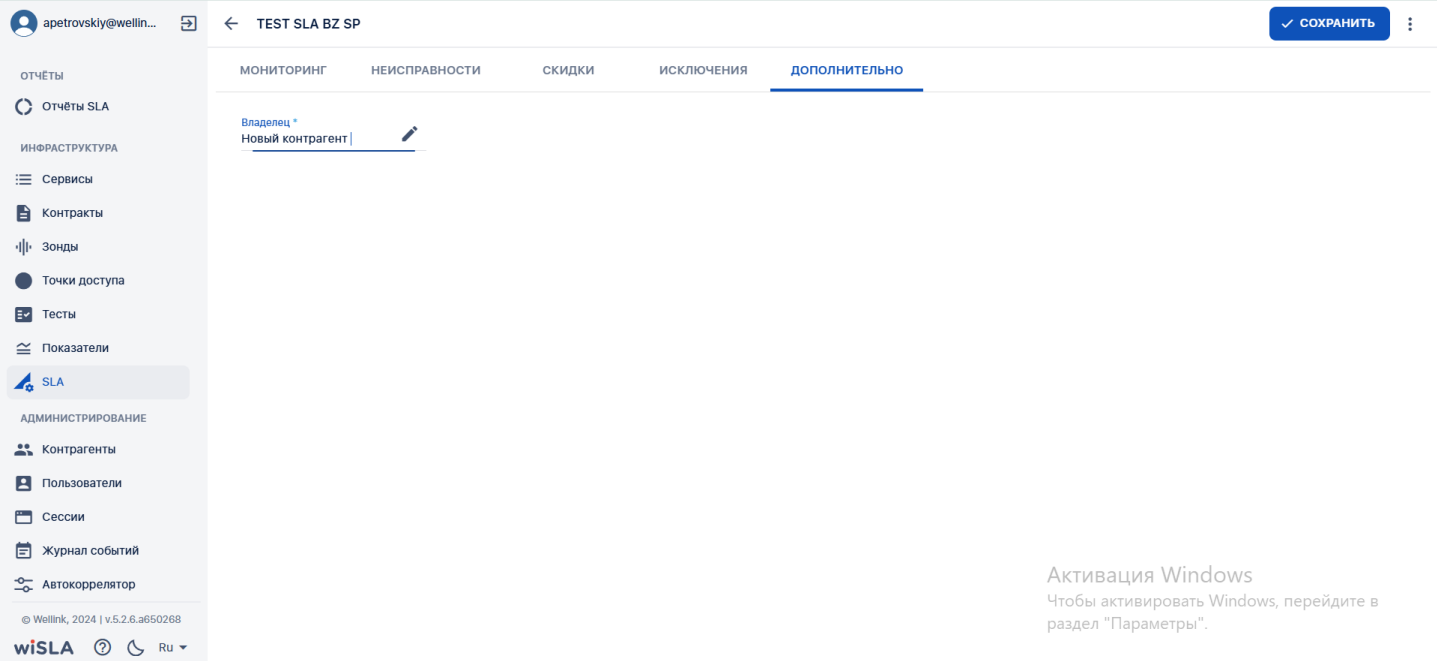 apetrovskiy@wellin...
ОТЧЁТЫ
Отчёты SLA
ИНФРАСТРУКТУРА
Сервисы
Контракты
Зонды
Точки доступа
Тесты
Показатели
SLA
АДМИНИСТРИРОВАНИЕ
Контрагенты
Пользователи
Сессии
Журнал событий
Автокоррелятор
© Wellink, 2024 | v.5.2.6.a650268
wiSLA
Ru
TEST SLA BZ SP
СОХРАНИТЬ
МОНИТОРИНГ НЕИСПРАВНОСТИ СКИДКИ ИСКЛЮЧЕНИЯ ДОПОЛНИТЕЛЬНО
Владелец *
Новый контрагент
Активация Windows
Чтобы активировать Windows, перейдите в
раздел "Параметры".